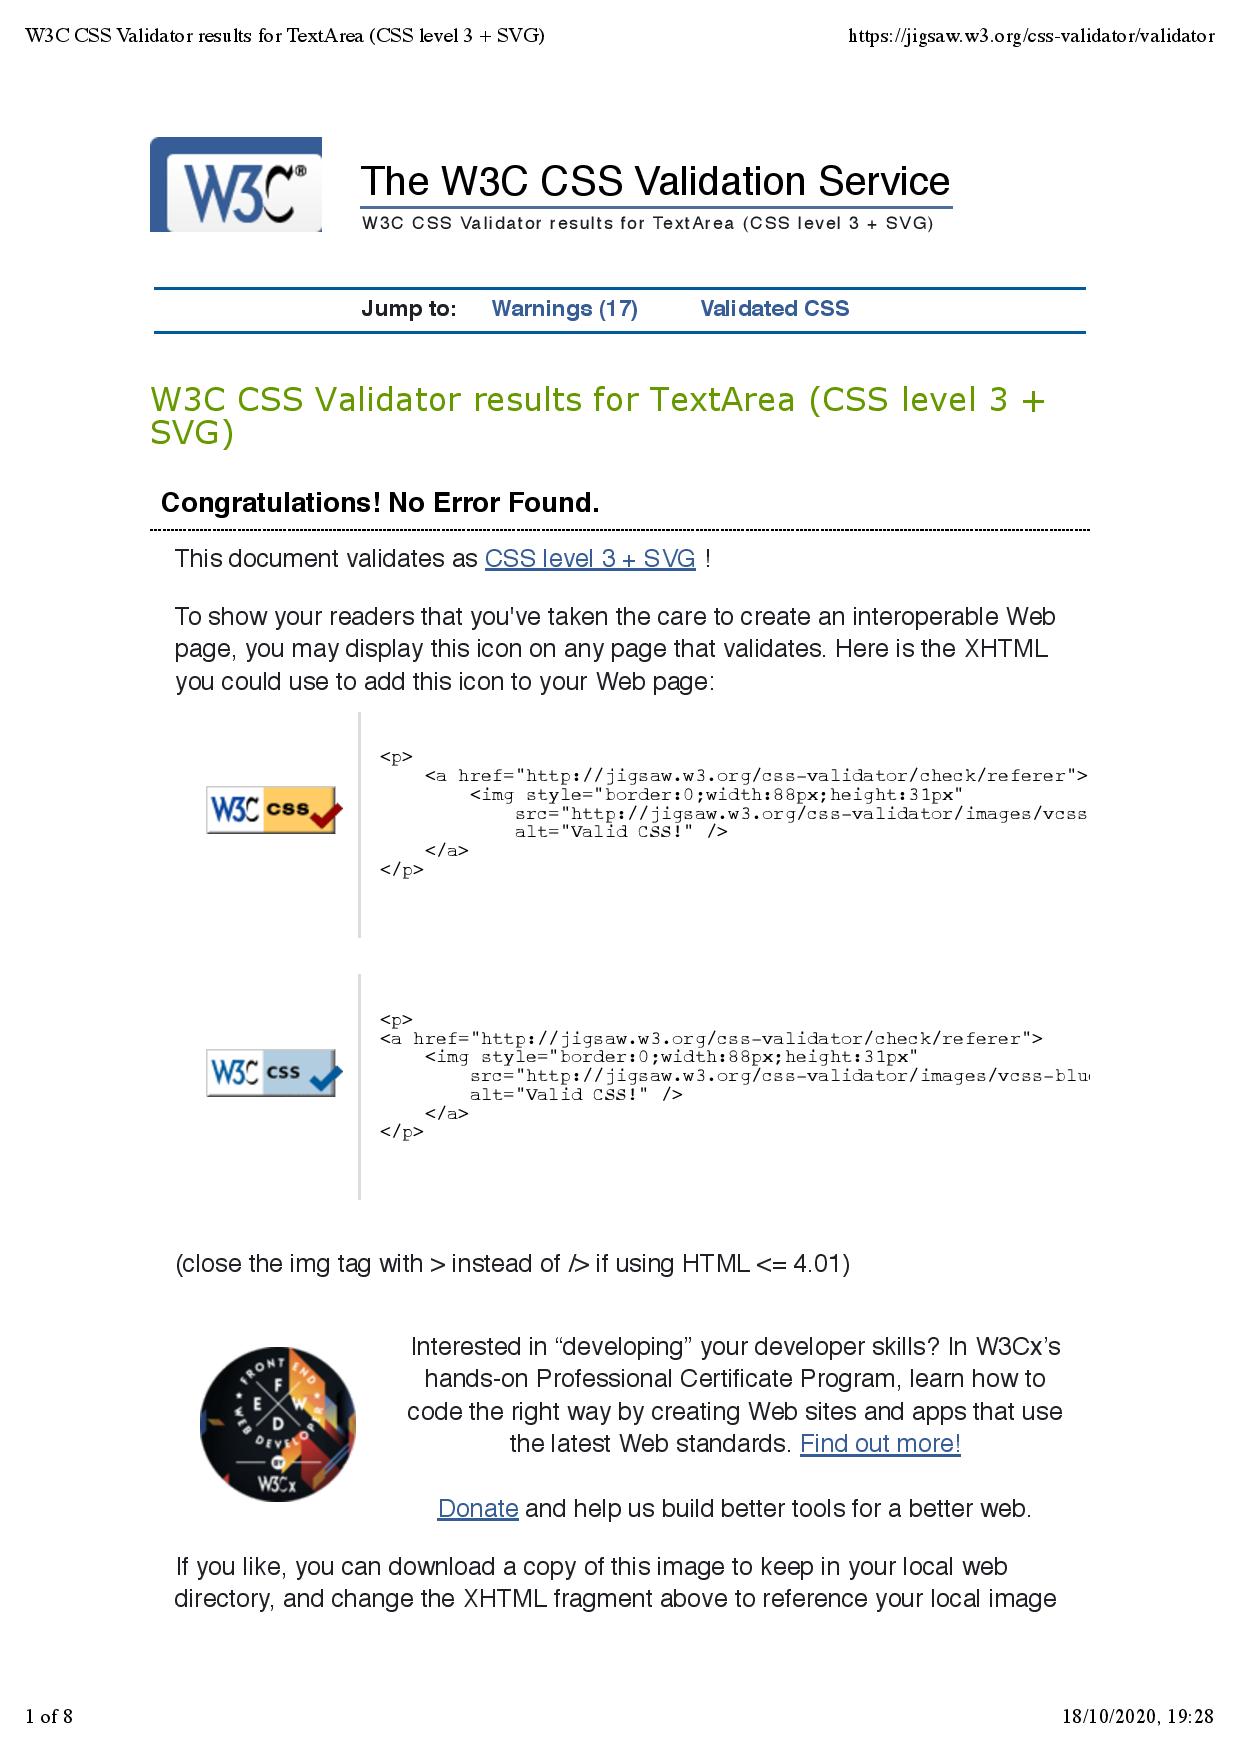 W3C CSS Validator results for TextArea (CSS level 3 + SVG)
https://jigsaw.w3.org/css-validator/validator
W3C®
The W3C CSS Validation Service
W3C CSS Validator results for TextArea (CSS level 3 + SVG)
Jump to: Warnings (17) Validated CSS
W3C CSS Validator results for TextArea (CSS level 3 +
SVG)
Congratulations! No Error Found.
This document validates as CSS level 3 + SVG !
To show your readers that you've taken the care to create an interoperable Web
page, you may display this icon on any page that validates. Here is the XHTML
you could use to add this icon to your Web page:
W3C css
<p>
<a href="http://jigsaw.w3.org/css-validator/check/referer">
<img style="border:0;width:88px;height:31px"
src="http://jigsaw.w3.org/css-validator/images/vcss
alt="Valid CSS!" />
</a>
</p>
W3C css
<p>
<a href="http://jigsaw.w3.org/css-validator/check/referer">
<img style="border:0;width:88px;height:31px"
src="http://jigsaw.w3.org/css-validator/images/vcss-blu
alt="Valid CSS!" />
</a>
</p>
(close the img tag with > instead of /> if using HTML <= 4.01)
FRONT END
F
E W
D
WEB DEVELOPER
BY
W3Cx
Interested in “developing” your developer skills? In W3Cx’s
hands-on Professional Certificate Program, learn how to
code the right way by creating Web sites and apps that use
the latest Web standards. Find out more!
Donate and help us build better tools for a better web.
If you like, you can download a copy of this image to keep in your local web
directory, and change the XHTML fragment above to reference your local image
1 of 8
18/10/2020, 19:28